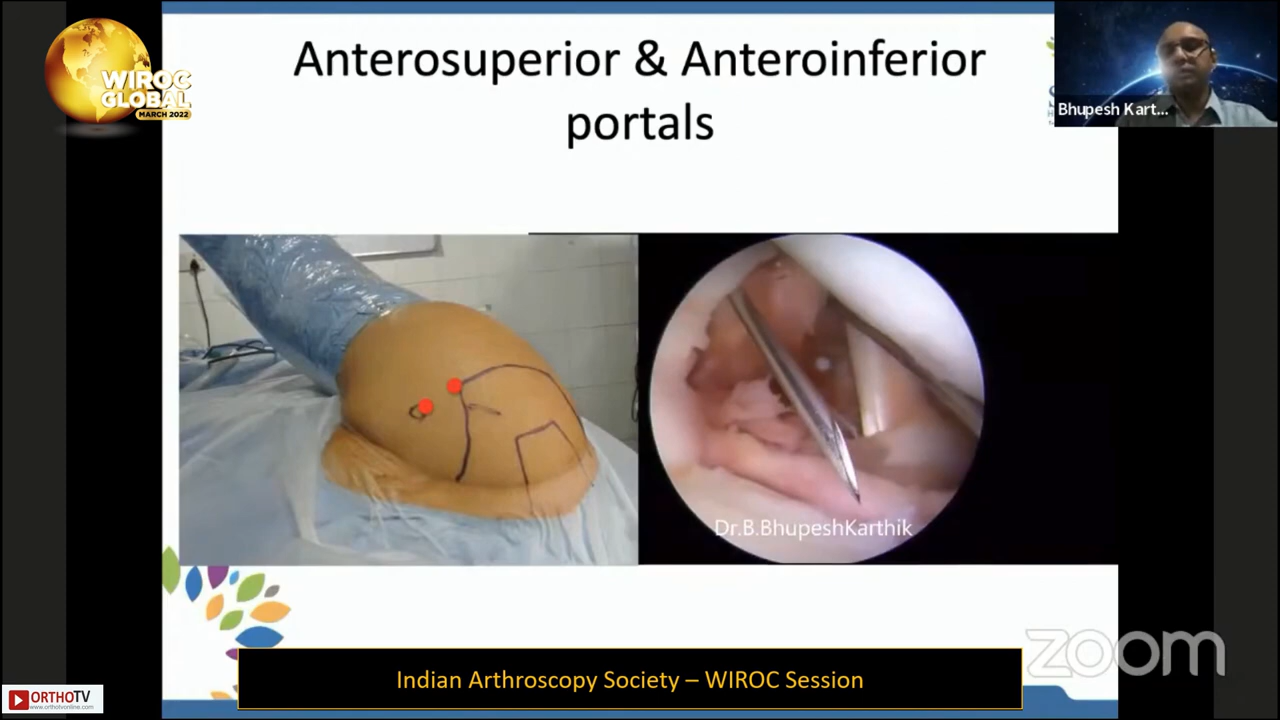 Anterosuperior & Anteroinferior
portals
WIROC
GLOBAL
MARCH 2022
Bhupesh Kart...
Dr.B.BhupeshKarthik
zoom
Indian Arthroscopy Society – WIROC Session
ORTHOTV
www.orthotvonline.com